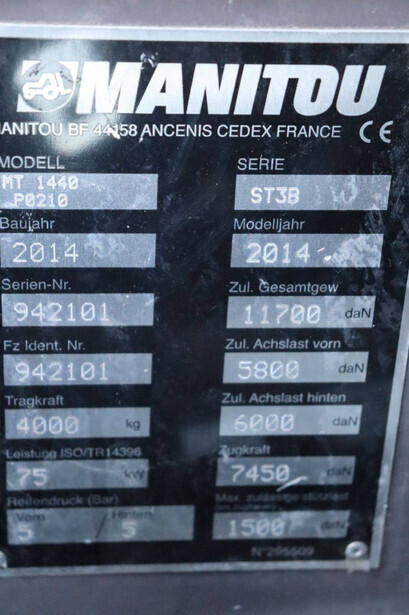 MANITOU
MANITOU BF 44158 ANCENIS CEDEX FRANCE CE
MODELL SERIE
MT 1440 ST3B
P0210
Baujahr Modelljahr
2014 2014
Serien-Nr. Zul. Gesamtgew
942101 11700 daN
Fz Ident. Nr. Zul. Achslast vorn
942101 5800 daN
Tragkraft Zul. Achslast hinten
4000 kg 6000 daN
Leistung ISO/TR14396 Zugkraft
75 kW 7450 daN
Reifendruck (Bar) Max. zulässige stützlast
Vorn Hinten
5 5 1500 daN
N°295509